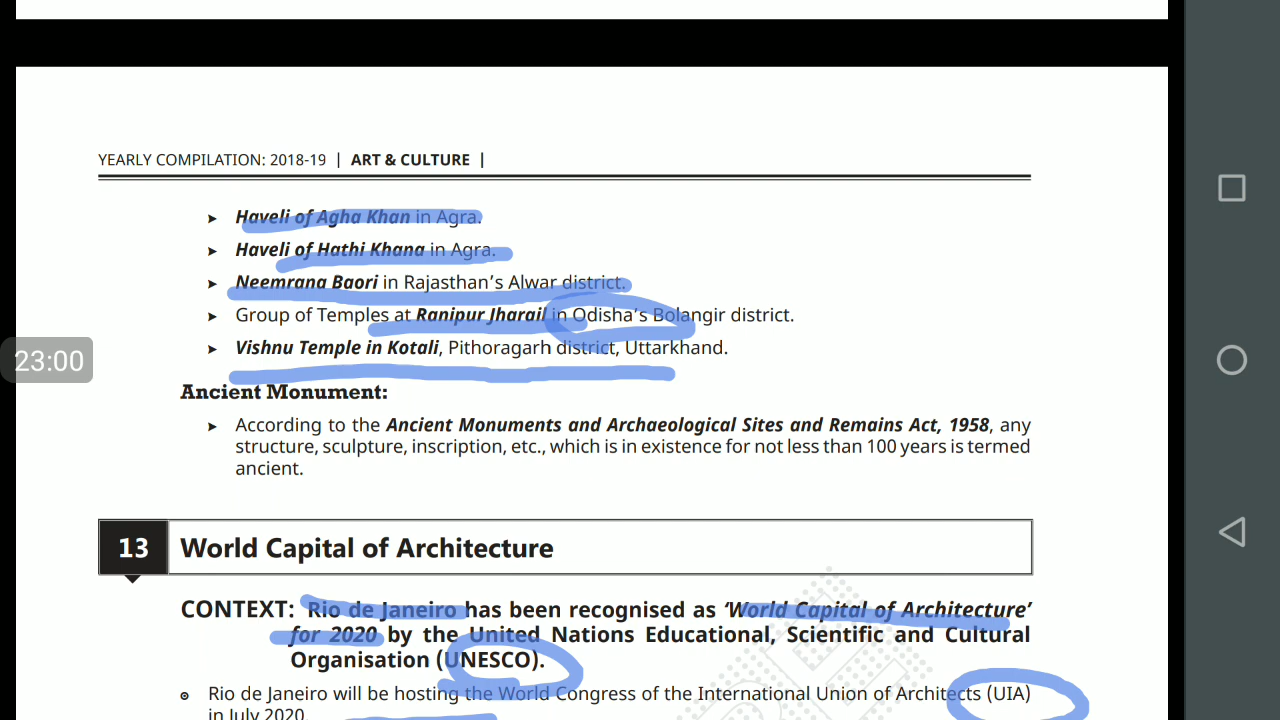 YEARLY COMPILATION: 2018-19 | ART & CULTURE |
➤ Haveli of Agha Khan in Agra.
➤ Haveli of Hathi Khana in Agra.
➤ Neemrana Baori in Rajasthan's Alwar district.
➤ Group of Temples at Ranipur Jharail in Odisha's Bolangir district.
➤ Vishnu Temple in Kotali, Pithoragarh district, Uttarkhand.
23:00
Ancient Monument:
➤ According to the Ancient Monuments and Archaeological Sites and Remains Act, 1958, any
structure, sculpture, inscription, etc., which is in existence for not less than 100 years is termed
ancient.
13 World Capital of Architecture
CONTEXT: Rio de Janeiro has been recognised as 'World Capital of Architecture'
for 2020 by the United Nations Educational, Scientific and Cultural
Organisation (UNESCO).
Rio de Janeiro will be hosting the World Congress of the International Union of Architects (UIA)
in July 2020.